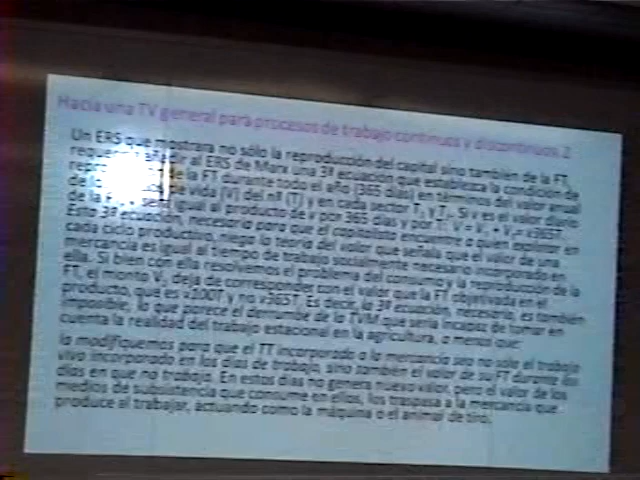 Hacia una TV general para procesos de trabajo continuos y discontinuos 2
Un ERS que mostrara no sólo la reproducción del capital sino también de la FT,
añadir al ERS de Marx una 3ª ecuación que establezca la condición de
de la FT durante todo el año (365 días) en términos del valor anual
de vida (V) del nº (T) y en cada sector T₁ y T₂. Si v es el valor diario
de la igual al producto de v por 365 días y por T: V = V₁ + V₂ = v365T.
Esta 3ª ecuación, necesaria para que el capitalista encuentre a quien explotar en
cada ciclo productivo, niega la teoría del valor que señala que el valor de una
mercancía es igual al tiempo de trabajo socialmente necesario incorporado en
ella. Si bien con ella resolvemos el problema del consumo y la reproducción de la
FT, el monto V, deja de corresponder con el valor que la FT objetivada en el
producto, que es v200T y no v365T. Es decir, la 3ª ecuación, necesaria, es también
imposible, lo que parece el derrumbe de la TVM que sería incapaz de tomar en
cuenta la realidad del trabajo estacional en la agricultura, a menos que:
la modifiquemos para que el TT incorporado a la mercancía sea no sólo el trabajo
vivo incorporado en los días de trabajo, sino también el valor de su FT durante los
días en que no trabaja. En estos días no genera nuevo valor, pero el valor de los
medios de subsistencia que consume en ellos, los traspasa a la mercancía que
produce al trabajar, actuando como la máquina o el animal de tiro.